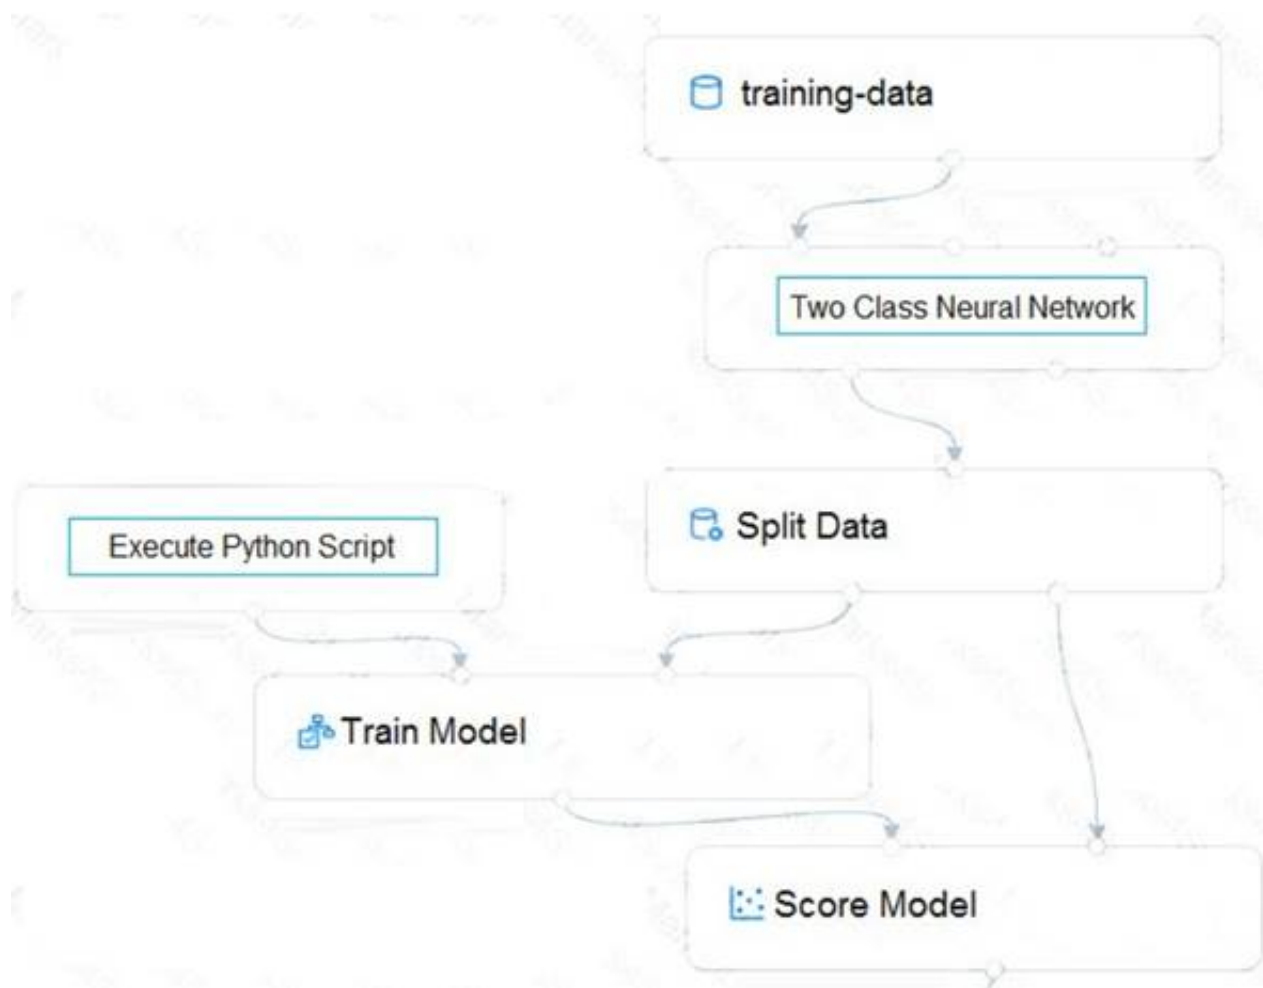 training-data
Two Class Neural Network
Split Data
Execute Python Script
Train Model
Score Model